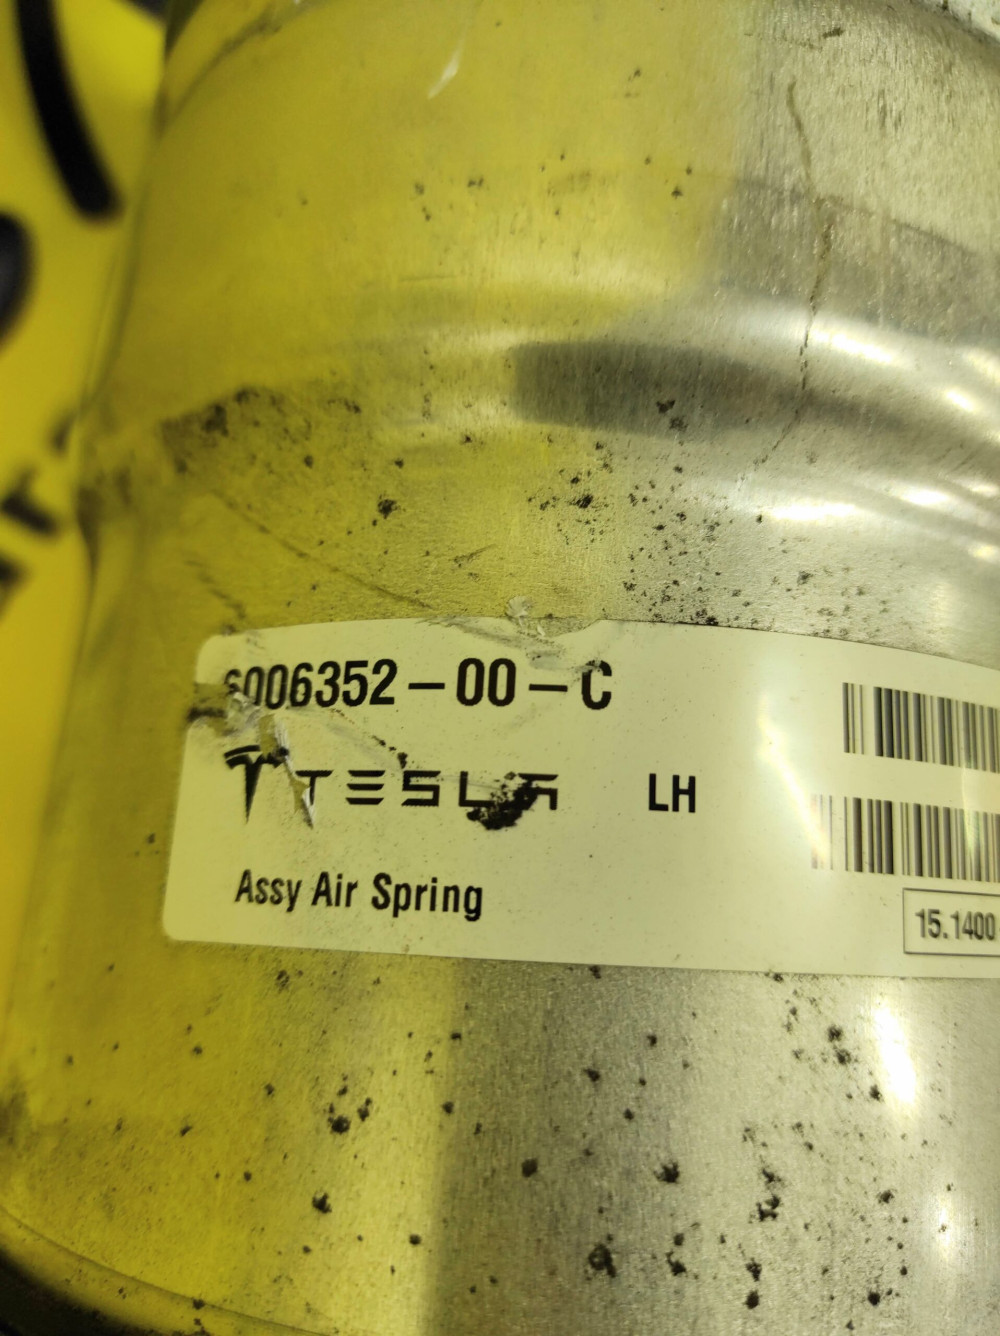 6006352-00-C
TESLA LH
Assy Air Spring
15.1400